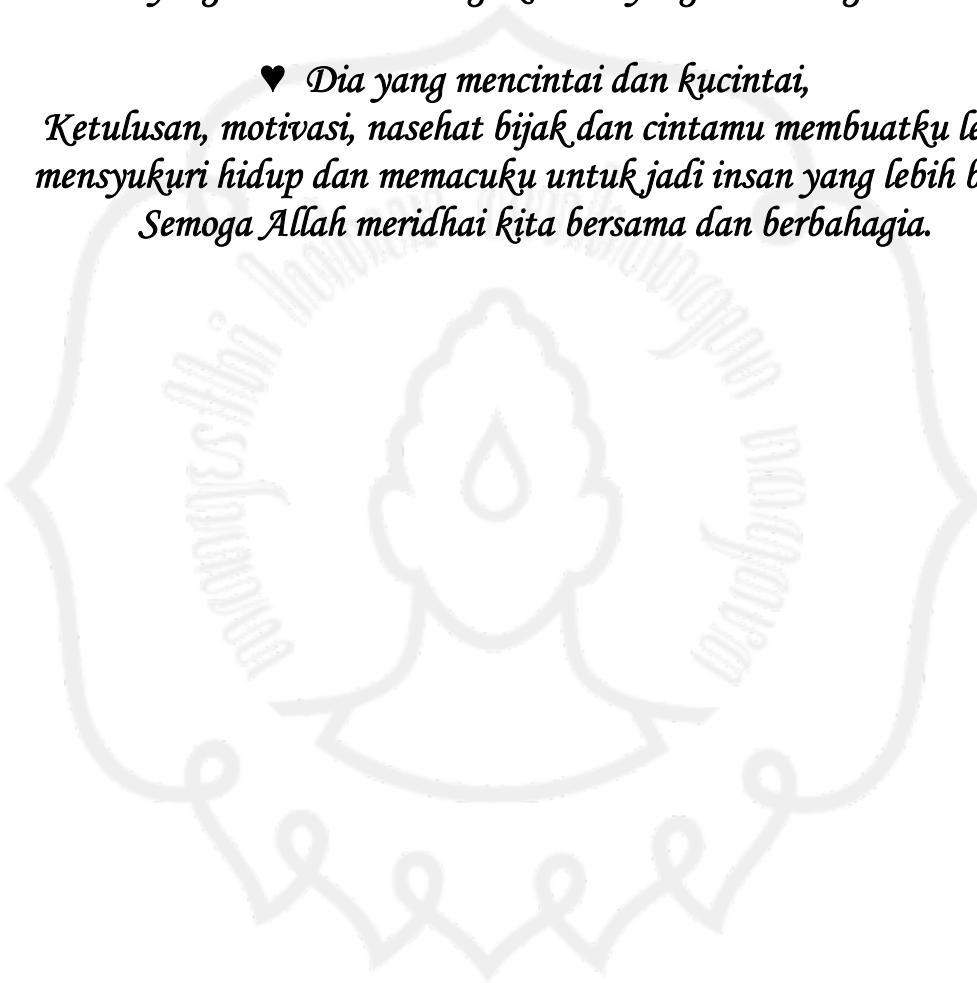 ♥ Dia yang mencintai dan kucintai,
Ketulusan, motivasi, nasehat bijak dan cintamu membuatku
mensyukuri hidup dan memacuku untuk jadi insan yang lebih
Semoga Allah meridhai kita bersama dan berbahagia.